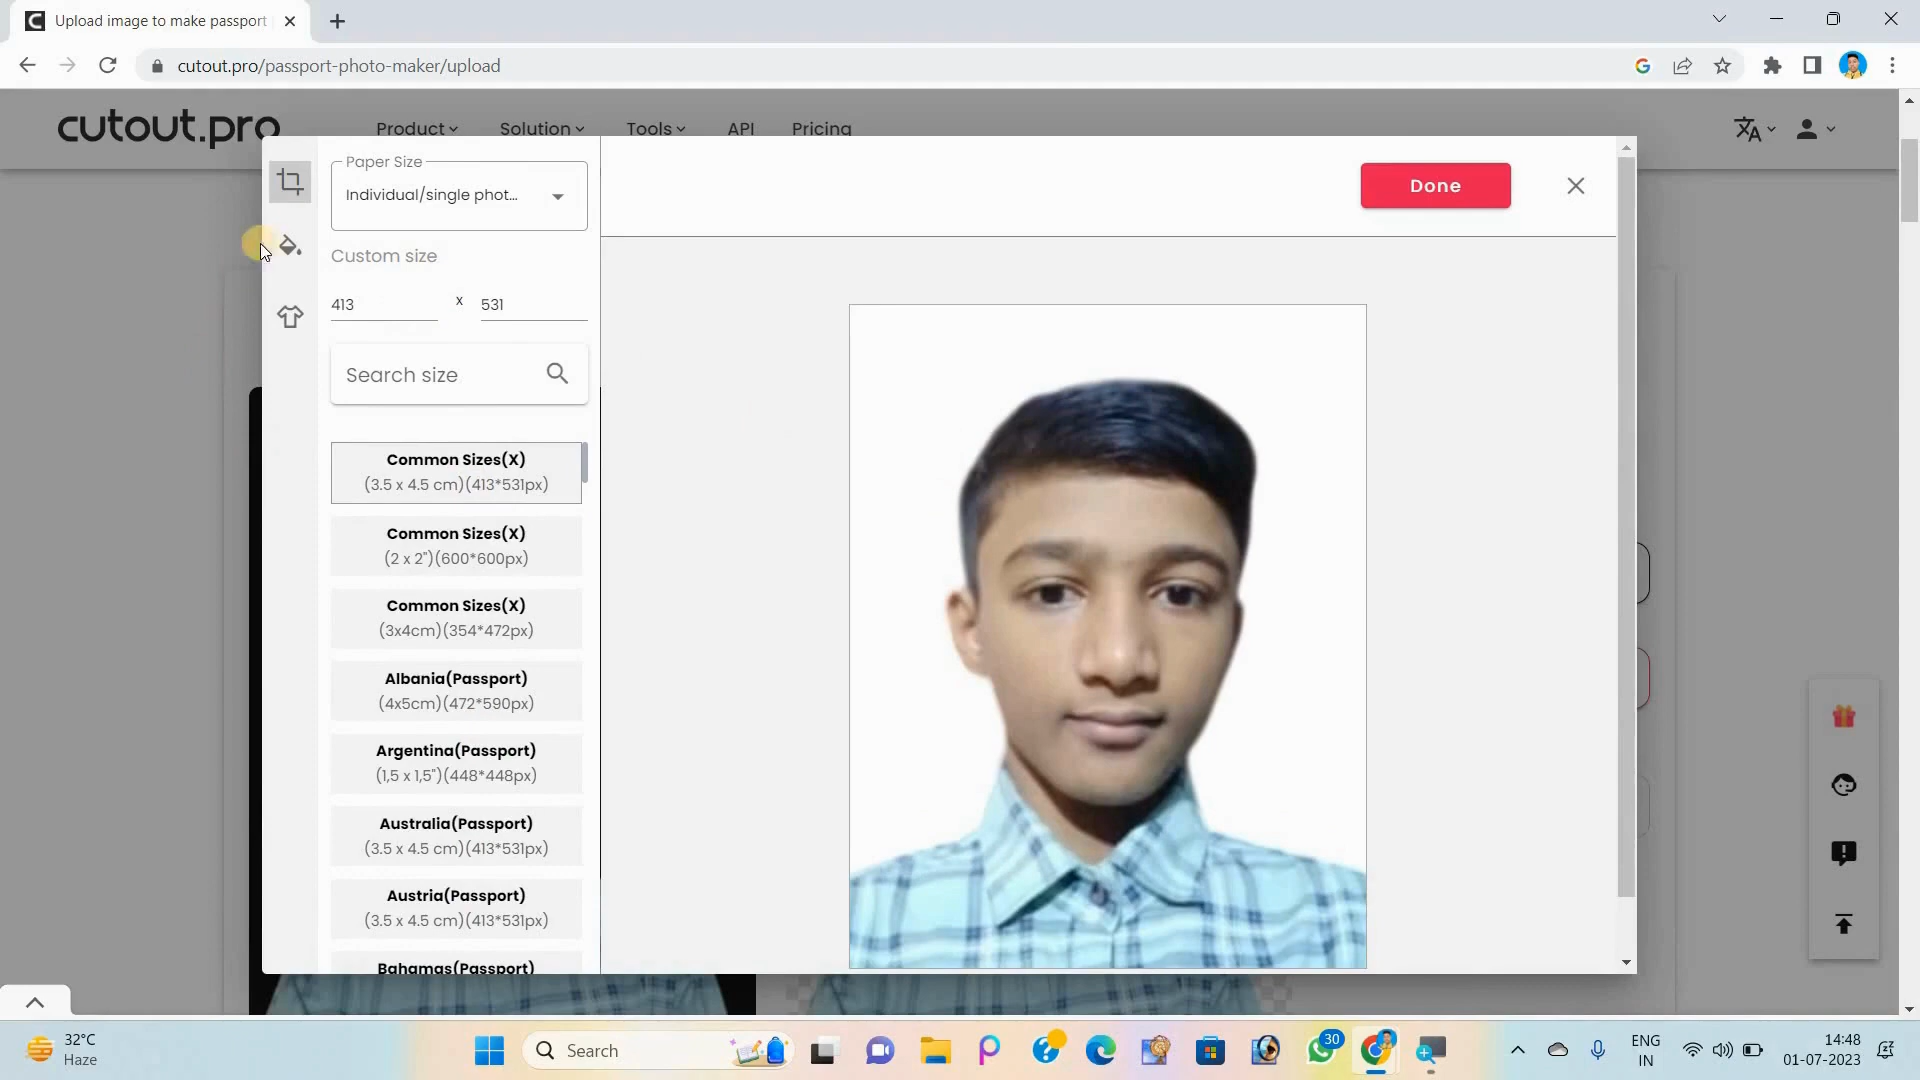 Upload image to make passport
cutout.pro/passport-photo-maker/upload
cutout.pro
Product
Solution
Tools
API
Pricing
Paper Size
Individual/single phot...
Done
Custom size
413
x
531
Search size
Common Sizes(X)
(3.5 x 4.5 cm)(413*531px)
Common Sizes(X)
(2 x 2")(600*600px)
Common Sizes(X)
(3x4cm)(354*472px)
Albania(Passport)
(4x5cm)(472*590px)
Argentina(Passport)
(1,5 x 1,5")(448*448px)
Australia(Passport)
(3.5 x 4.5 cm)(413*531px)
Austria(Passport)
(3.5 x 4.5 cm)(413*531px)
Bahamas(Passport)
32°C
Haze
Search
30
ENG
IN
14:48
01-07-2023